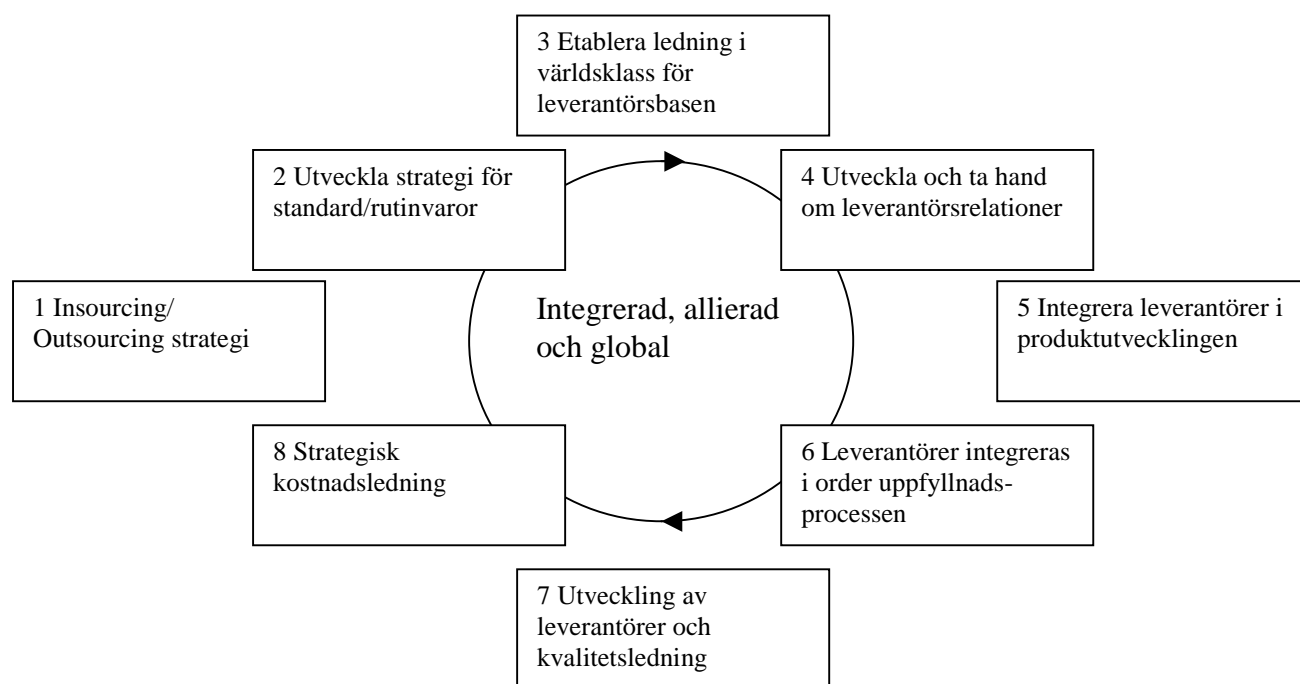 3 Etablera ledning i
världsklass för
leverantörsbasen
2 Utveckla strategi för
standard/rutinvaror
4 Utveckla och ta hand
om leverantörsrelationer
1 Insourcing/
Outsourcing strategi
Integrerad, allierad
och global
5 Integrera leverantörer i
produktutvecklingen
8 Strategisk
kostnadsledning
6 Leverantörer integreras
i order uppfyllnads-
processen
7 Utveckling av
leverantörer och
kvalitetsledning